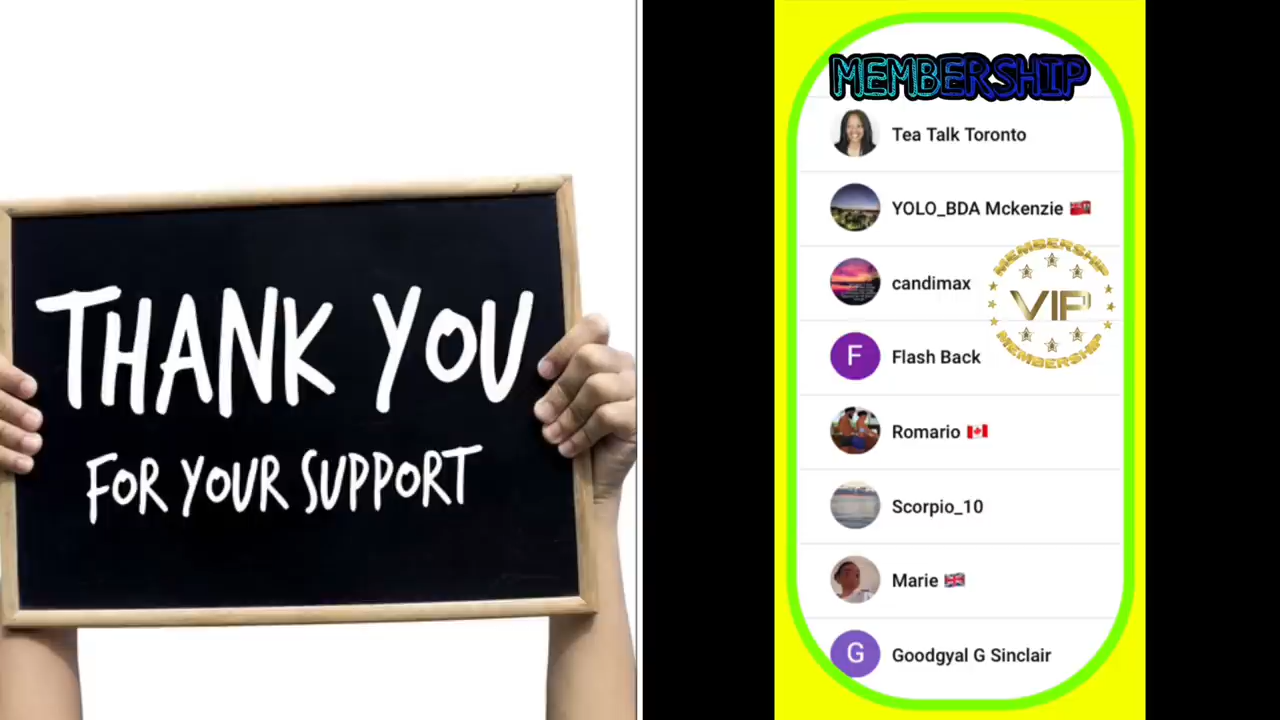 THANK YOU
FOR YOUR SUPPORT
MEMBERSHIP
Tea Talk Toronto
YOLO_BDA Mckenzie
candimax
MEMBERSHIP
VIP
MEMBERSHIP
Flash Back
F
Romario
Scorpio_10
Marie
G
Goodgyal G Sinclair